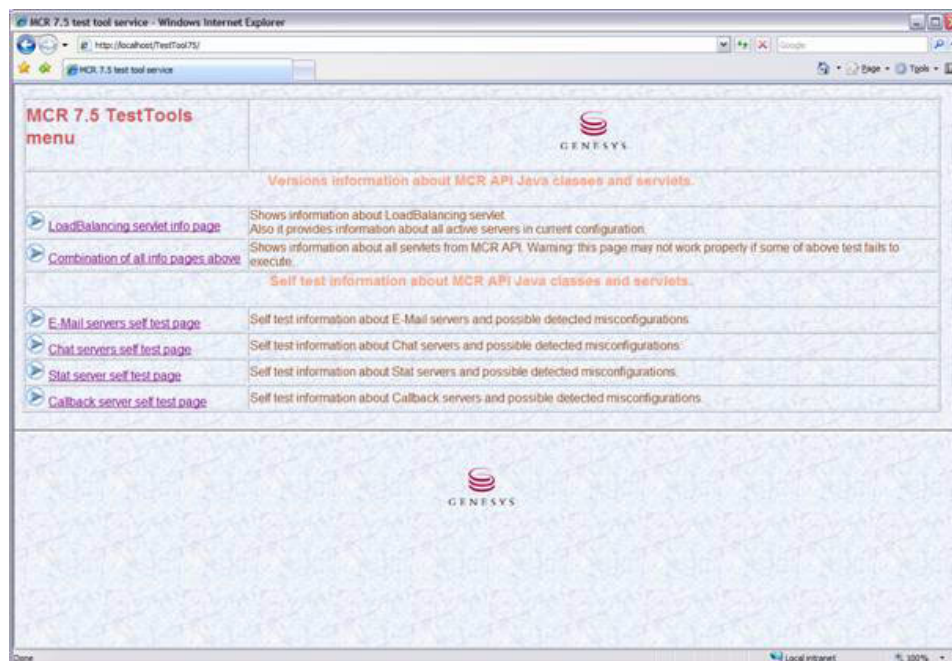 MCR 7.5 test tool service - Windows Internet Explorer
http://localhost/TestTool75/
Google
MCR 7.5 test tool service
Page
Tools
MCR 7.5 TestTools
menu
GENESYS
Versions information about MCR API Java classes and servlets.
LoadBalancing servlet info page
Shows information about LoadBalancing servlet.
Also it provides information about all active servers in current configuration.
Combination of all info pages above
Shows information about all servlets from MCR API. Warning: this page may not work properly if some of above test fails to
execute.
Self test information about MCR API Java classes and servlets.
E-Mail servers self test page
Self test information about E-Mail servers and possible detected misconfigurations.
Chat servers self test page
Self test information about Chat servers and possible detected misconfigurations.
Stat server self test page
Self test information about Stat servers and possible detected misconfigurations.
Callback server self test page
Self test information about Callback servers and possible detected misconfigurations.
GENESYS
Done
Local intranet
100%